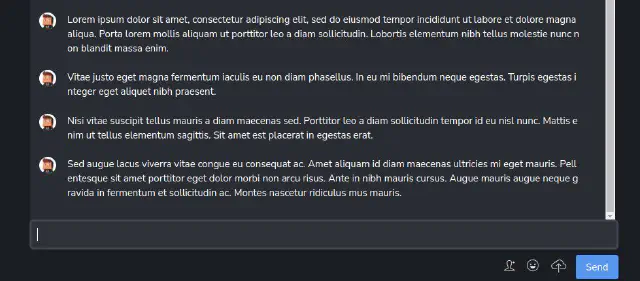 Lorem ipsum dolor sit amet, consectetur adipiscing elit, sed do eiusmod tempor incididunt ut labore et dolore magna
aliqua. Porta lorem mollis aliquam ut porttitor leo a diam sollicitudin. Lobortis elementum nibh tellus molestie nunc n
on blandit massa enim.
Vitae justo eget magna fermentum iaculis eu non diam phasellus. In eu mi bibendum neque egestas. Turpis egestas i
nteger eget aliquet nibh praesent.
Nisi vitae suscipit tellus mauris a diam maecenas sed. Porttitor leo a diam sollicitudin tempor id eu nisl nunc. Mattis e
nim ut tellus elementum sagittis. Sit amet est placerat in egestas erat.
Sed augue lacus viverra vitae congue eu consequat ac. Amet aliquam id diam maecenas ultricies mi eget mauris. Pell
entesque sit amet porttitor eget dolor morbi non arcu risus. Ante in nibh mauris cursus. Augue mauris augue neque g
ravida in fermentum et sollicitudin ac. Montes nascetur ridiculus mus mauris.
Send